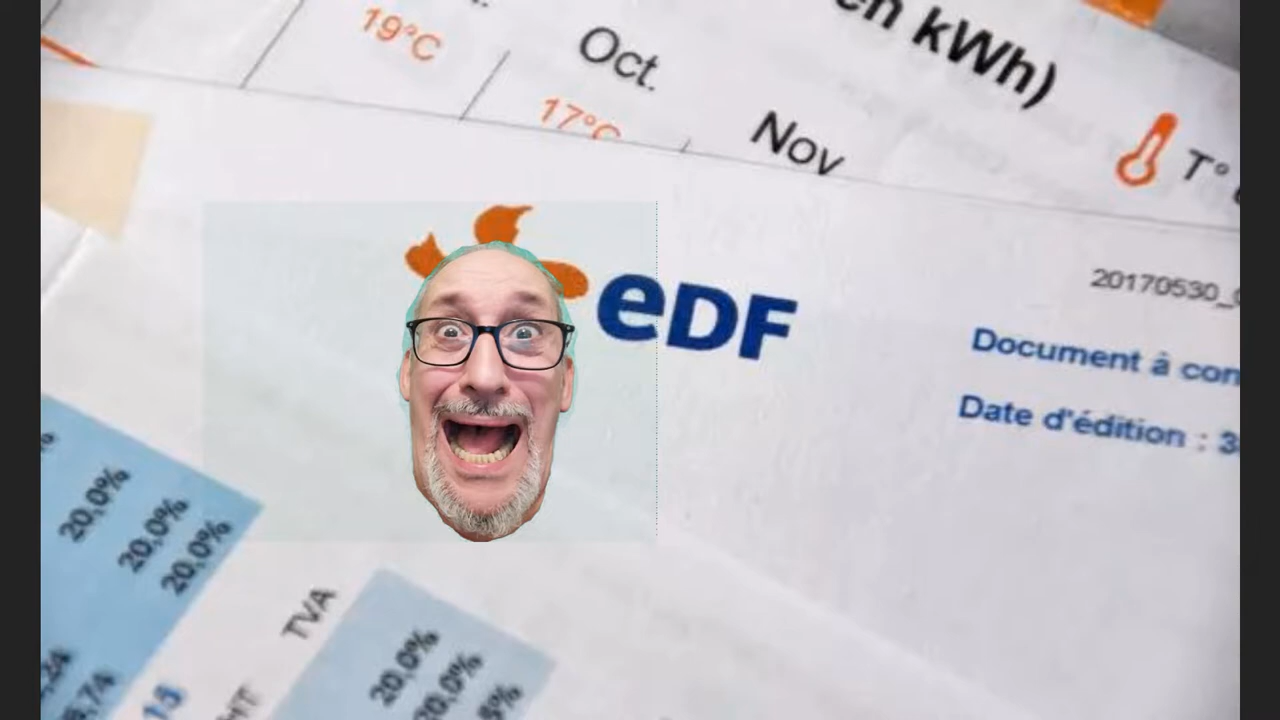 en kWh)
19°C
Oct.
17°C
Nov
T°
20170530_
eDF
Document à con
Date d'édition : 3
20,0%
20,0%
20,0%
TVA
20,0%
20,0%
HT
15